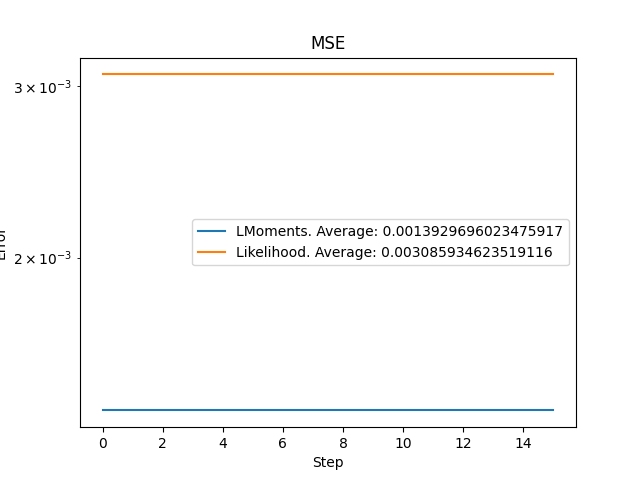 MSE
3 × 10⁻³
2 × 10⁻³
Error
LMoments. Average: 0.0013929696023475917
Likelihood. Average: 0.003085934623519116
0 2 4 6 8 10 12 14
Step